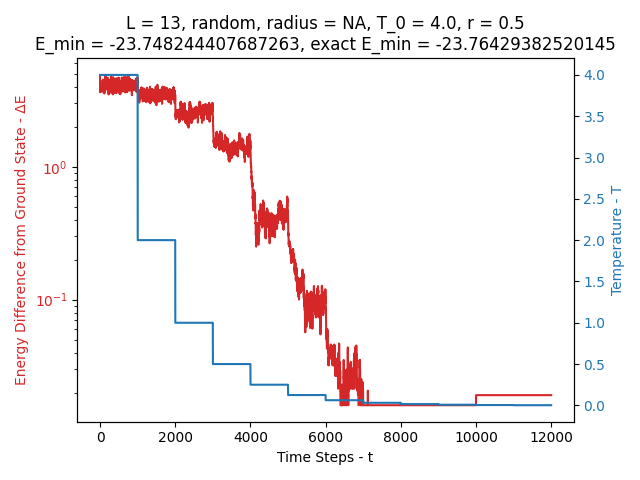 L = 13, random, radius = NA, T_0 = 4.0, r = 0.5
E_min = -23.748244407687263, exact E_min = -23.76429382520145
Energy Difference from Ground State - ΔE
10^0
10^-1
4.0
3.5
3.0
2.5
2.0
1.5
1.0
0.5
0.0
Temperature - T
0 2000 4000 6000 8000 10000 12000
Time Steps - t